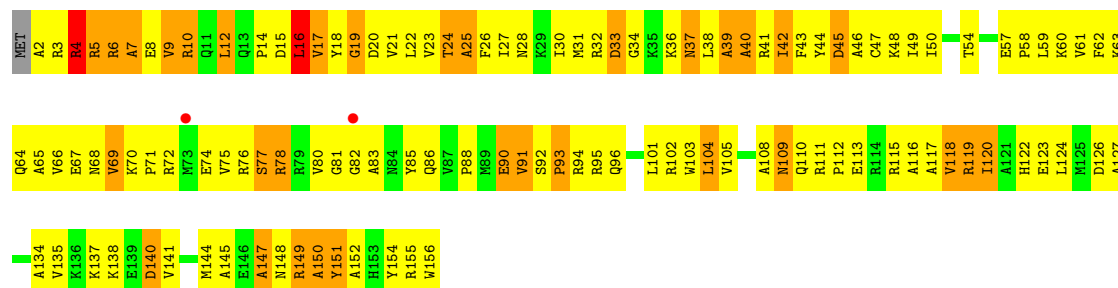 MET A2 R3 R4 R5 R6 A7 E8 V9 R10 Q11 L12 Q13 P14 D15 L16 V17 Y18 G19 D20 V21 L22 V23 T24 A25 F26 I27 N28 K29 I30 M31 R32 D33 G34 K35 K36 N37 L38 A39 A40 R41 I42 F43 Y44 D45 A46 C47 K48 I49 I50 T54 E57 P58 L59 K60 V61 F62 K63
Q64 A65 V66 E67 N68 V69 K70 P71 R72 M73 E74 V75 R76 S77 R78 R79 V80 G81 G82 A83 N84 Y85 Q86 V87 P88 M89 E90 V91 S92 P93 R94 R95 Q96 L101 R102 W103 L104 V105 A108 N109 Q110 R111 P112 E113 R114 R115 A116 A117 V118 R119 I120 A121 H122 E123 L124 M125 D126 A127
A134 V135 K136 K137 K138 E139 D140 V141 M144 A145 E146 A147 N148 R149 A150 Y151 A152 H153 Y154 R155 W156